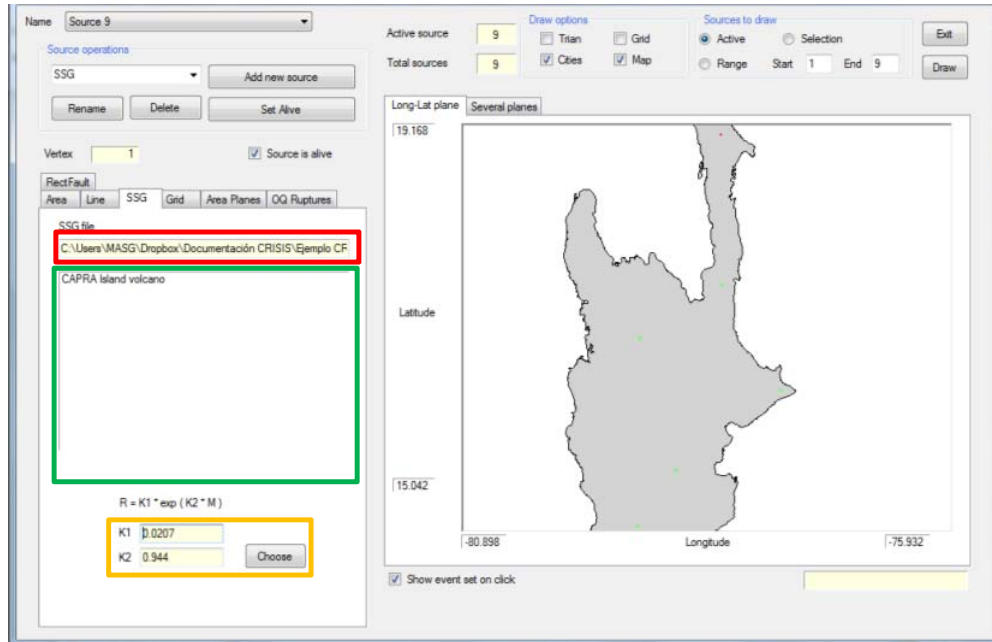 Name Source 9
Source operations
SSG
Add new source
Rename
Delete
Set Alive
Vertex 1
Source is alive
RectFault
Area
Line
SSG
Grid
Area Planes
OQ Ruptures
SSG file
C:\Users\MASG\Dropbox\Documentación CRISIS\Ejemplo CF
CAPRA Island volcano
R = K1 * exp ( K2 * M )
K1 0.0207
K2 0.944
Choose
Active source 9
Total sources 9
Draw options
Trian
Grid
Cities
Map
Sources to draw
Active
Selection
Range
Start 1 End 9
Exit
Draw
Long-Lat plane
Several planes
19.168
Latitude
15.042
-80.898
Longitude
-75.932
Show event set on click